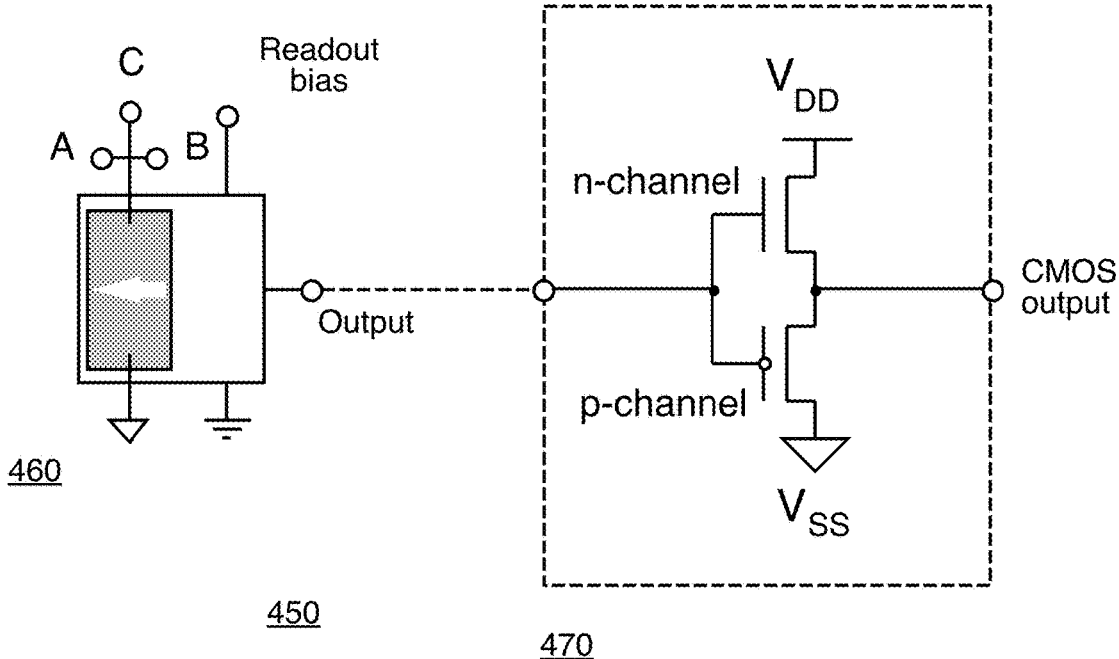 Readout
bias
C
A
B
V
DD
n-channel
Output
CMOS
output
p-channel
V
SS
460
450
470